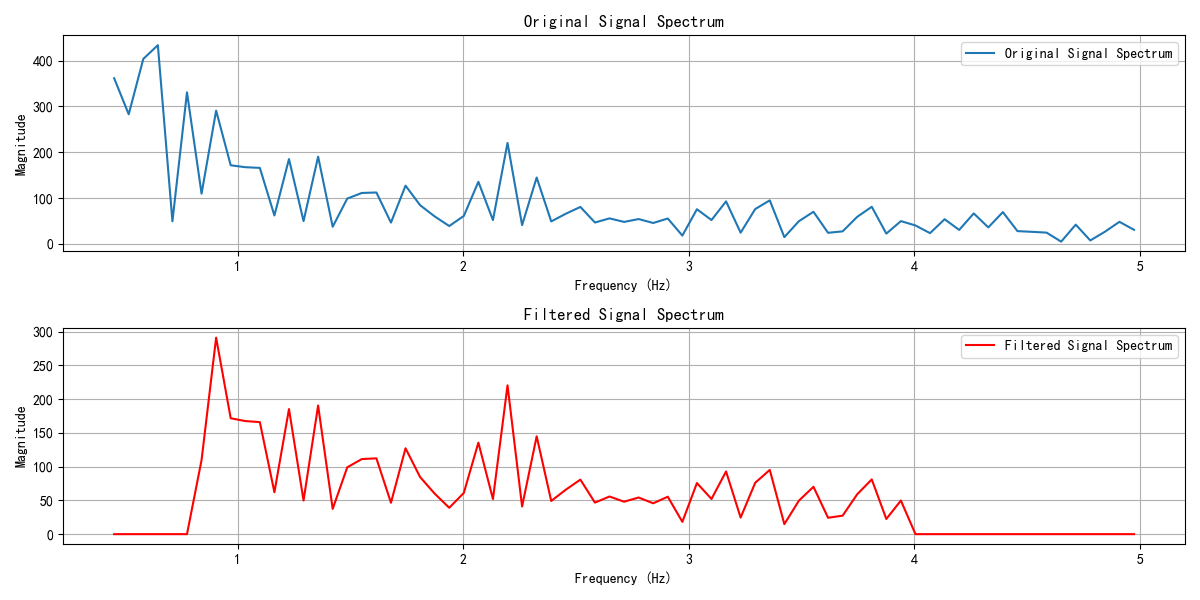 Original Signal Spectrum
Original Signal Spectrum
Magnitude
400
300
200
100
0
1
2
3
4
5
Frequency (Hz)
Filtered Signal Spectrum
Filtered Signal Spectrum
Magnitude
300
250
200
150
100
50
0
1
2
3
4
5
Frequency (Hz)